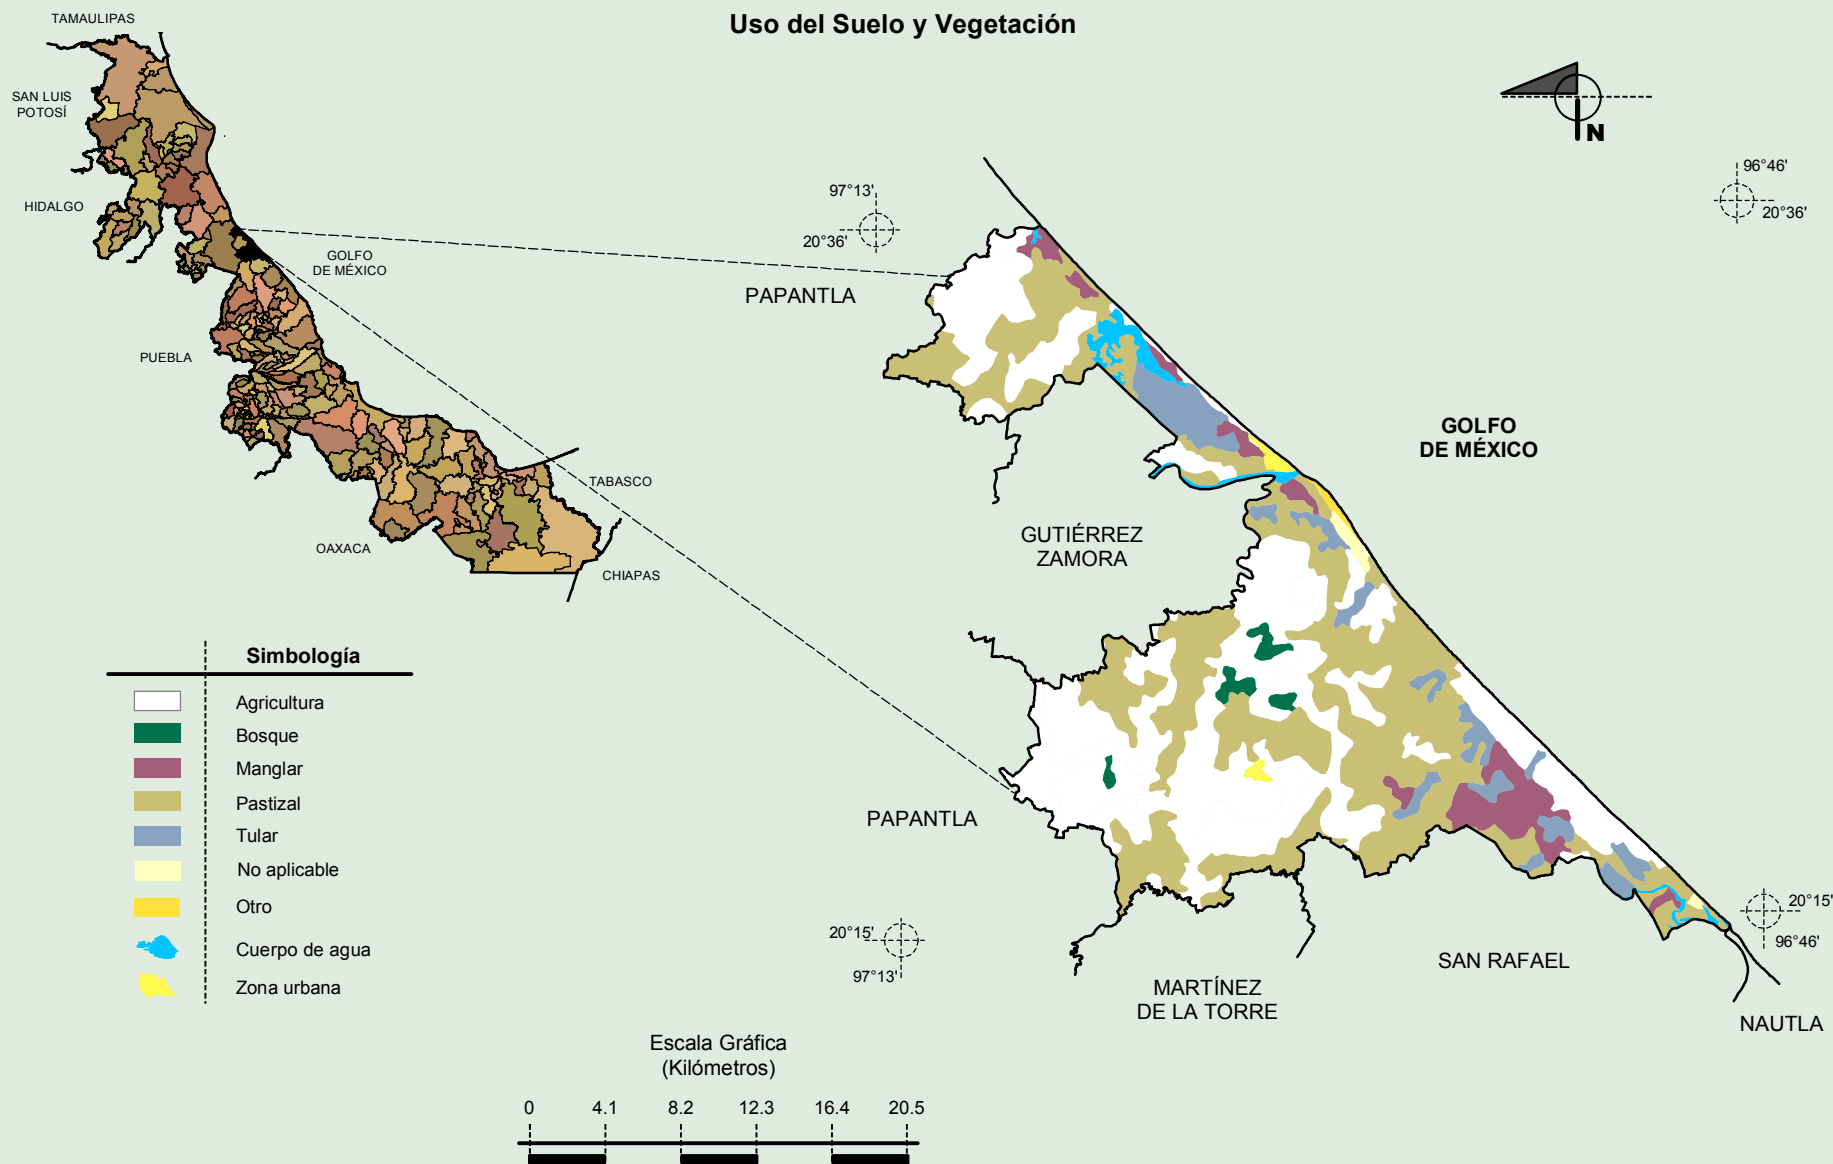 Uso del Suelo y Vegetación
TAMAULIPAS
SAN LUIS
POTOSÍ
HIDALGO
GOLFO
DE MÉXICO
PUEBLA
TABASCO
OAXACA
CHIAPAS
N
97°13'
20°36'
96°46'
20°36'
PAPANTLA
GOLFO
DE MÉXICO
GUTIÉRREZ
ZAMORA
PAPANTLA
20°15'
97°13'
MARTÍNEZ
DE LA TORRE
SAN RAFAEL
20°15'
96°46'
NAUTLA
Simbología
Agricultura
Bosque
Manglar
Pastizal
Tular
No aplicable
Otro
Cuerpo de agua
Zona urbana
Escala Gráfica
(Kilómetros)
0 4.1 8.2 12.3 16.4 20.5